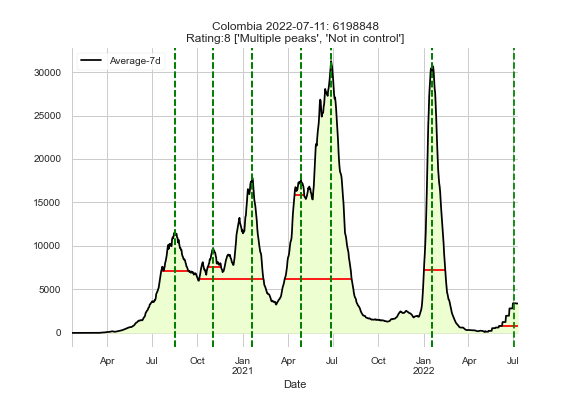 Colombia 2022-07-11: 6198848
Rating:8 ['Multiple peaks', 'Not in control']
Average-7d
30000
25000
20000
15000
10000
5000
0
Apr Jul Oct Jan Apr Jul Oct Jan Apr Jul
2021 2022
Date